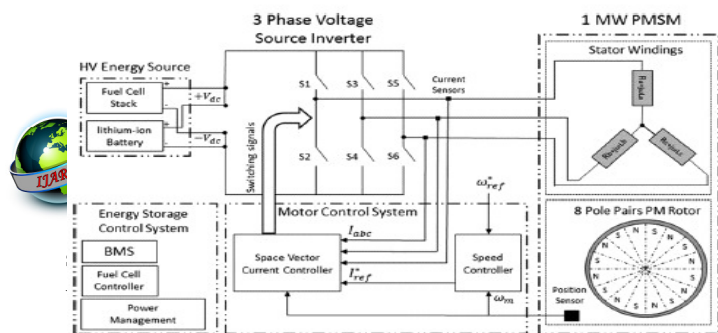 3 Phase Voltage
Source Inverter
1 MW PMSM
Stator Windings
HV Energy Source
Fuel Cell
Stack
lithium-ion
Battery
+
-
+
-
+V_dc
-V_dc
S1
S3
S5
S2
S4
S6
Current
Sensors
Switching signals
IJAR
Energy Storage
Control System
BMS
Fuel Cell
Controller
Power
Management
Motor Control System
Space Vector
Current Controller
I_abc
I*_ref
ω*_ref
Speed
Controller
ω_m
Position
Sensor
8 Pole Pairs PM Rotor
N
S